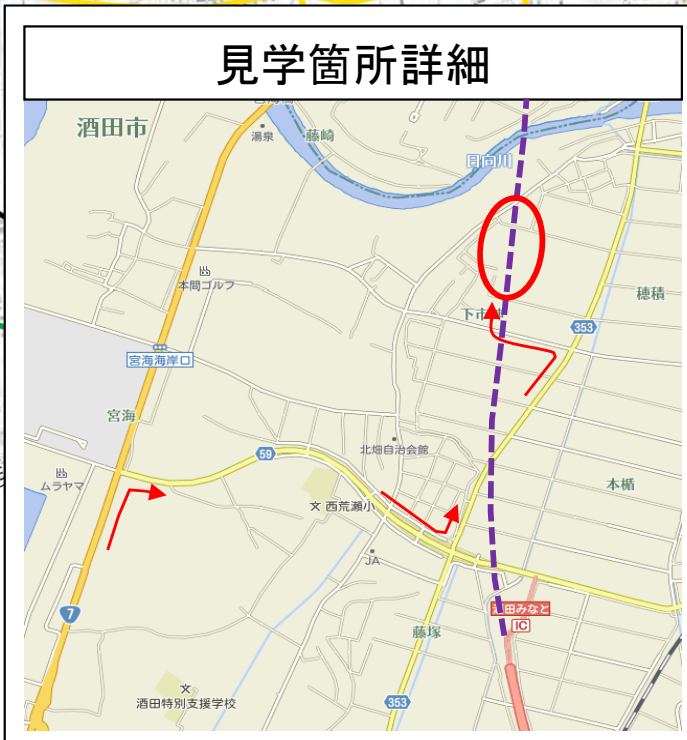 見学箇所詳細
酒田市
湯泉
藤崎
日向川
本間ゴルフ
穂積
353
宮海海岸口
宮海
59
北畑自治会館
ムラヤマ
西荒瀬小
本楯
JA
酒田みなと
IC
7
藤塚
酒田特別支援学校
353